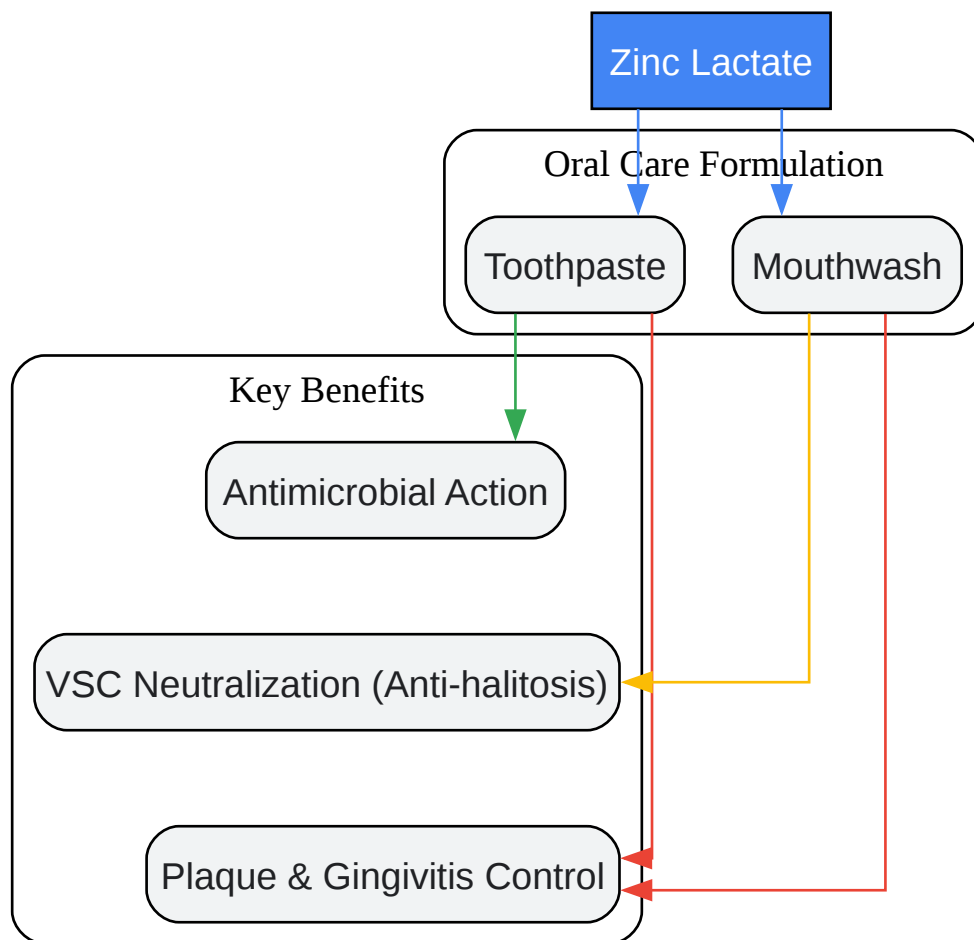 Zinc Lactate
Oral Care Formulation
Toothpaste
Mouthwash
Key Benefits
Antimicrobial Action
VSC Neutralization (Anti-halitosis)
Plaque & Gingivitis Control